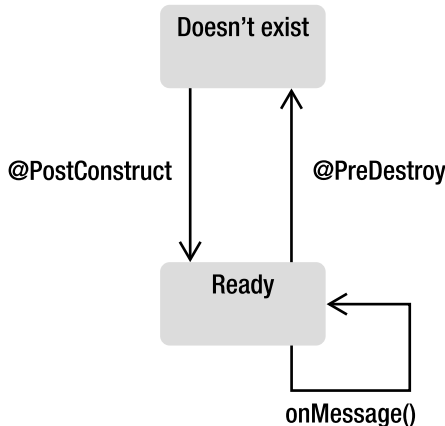 Doesn't exist
@PostConstruct
@PreDestroy
Ready
onMessage()